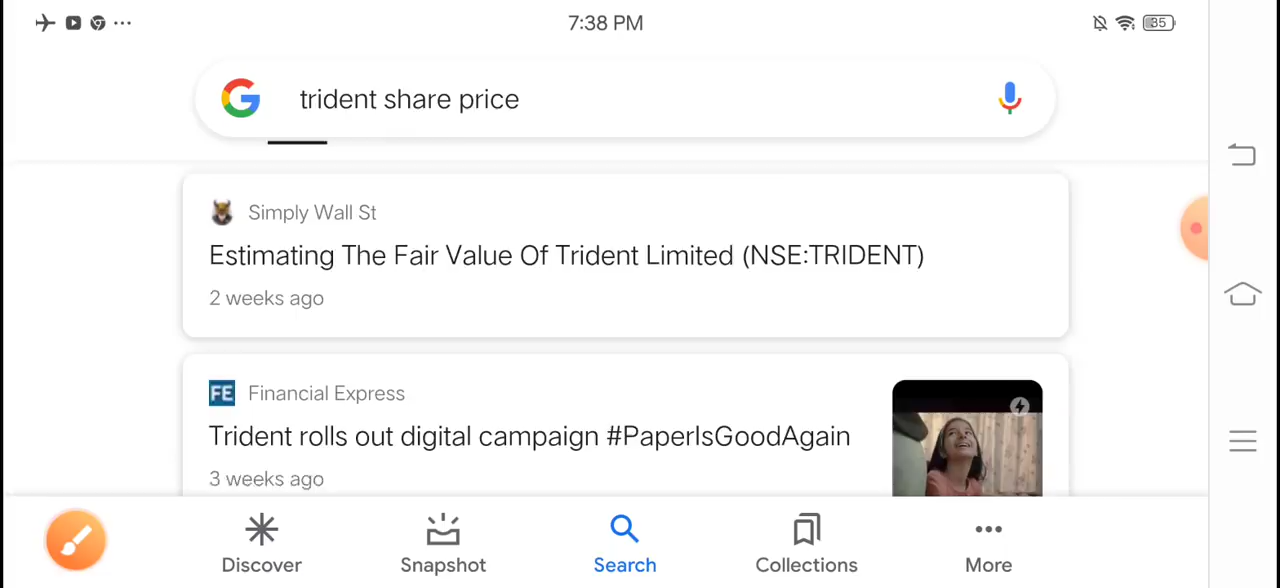 7:38 PM
85
trident share price
Simply Wall St
Estimating The Fair Value Of Trident Limited (NSE:TRIDENT)
2 weeks ago
FE Financial Express
Trident rolls out digital campaign #PaperIsGoodAgain
3 weeks ago
Discover
Snapshot
Search
Collections
More